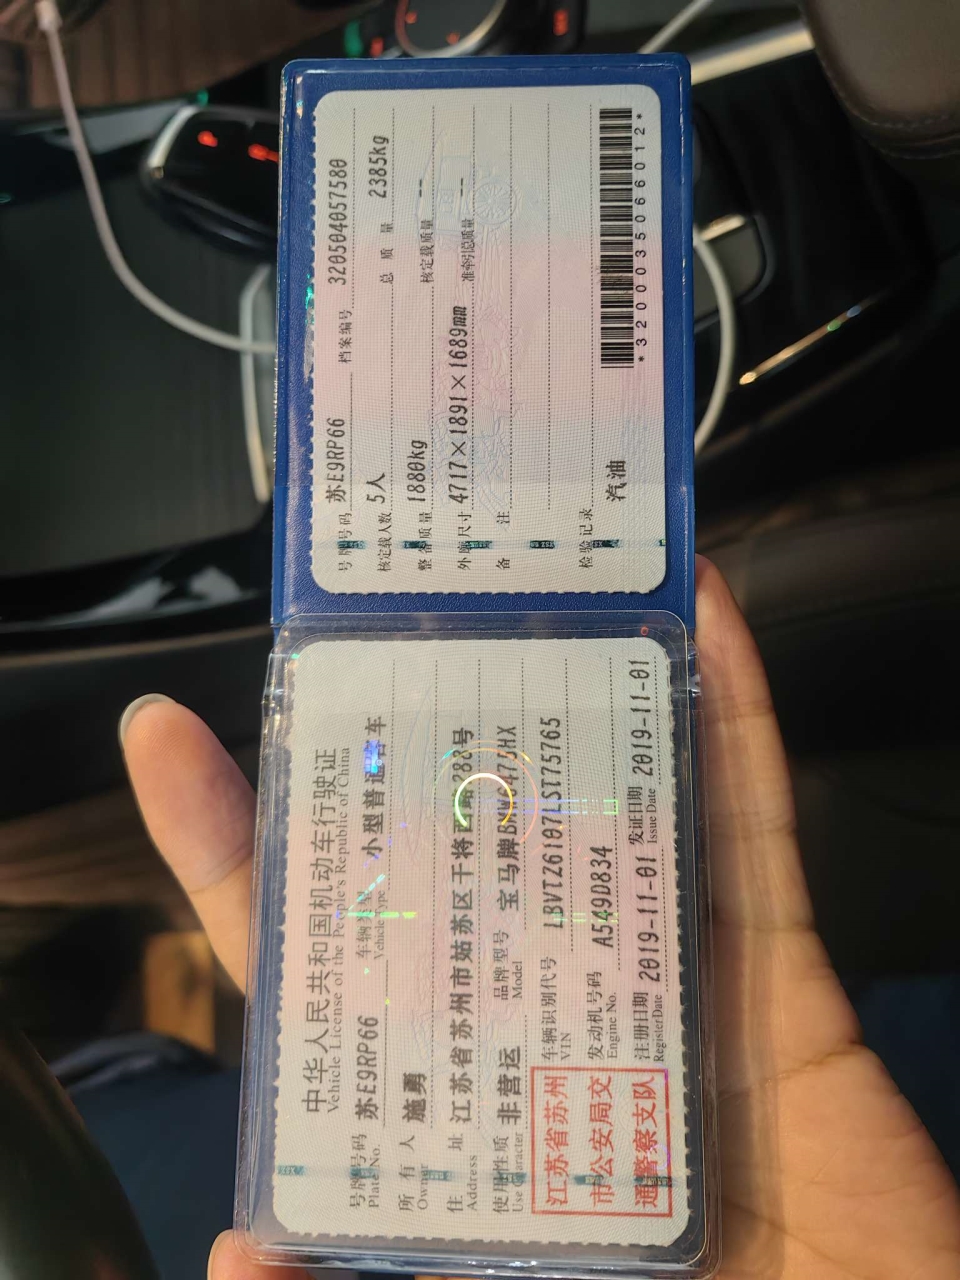 中华人民共和国机动车行驶证
Vehicle License of the People's Republic of China
号牌号码 苏E9RP66 车辆类型 小型普通客车
Plate No. Vehicle Type
所有人 施勇
Owner
住址 江苏省苏州市姑苏区干将西路288号
Address
使用性质 非营运 品牌型号 宝马牌
Use Character Model
江苏省苏州
市公安局交
通警察支队
车辆识别代号
VIN
发动机号码 A549D834
Engine No.
注册日期 2019-11-01 发证日期 2019-11-01
Register Date Issue Date
号牌号码 苏E9RP66 档案编号 320504057580
核定载人数 5人 总质量 2385kg
整备质量 1880kg 核定载质量 --
外廓尺寸 4717×1891×1689mm 准牵引总质量 --
备注
检验记录
汽油
*3200035066012*